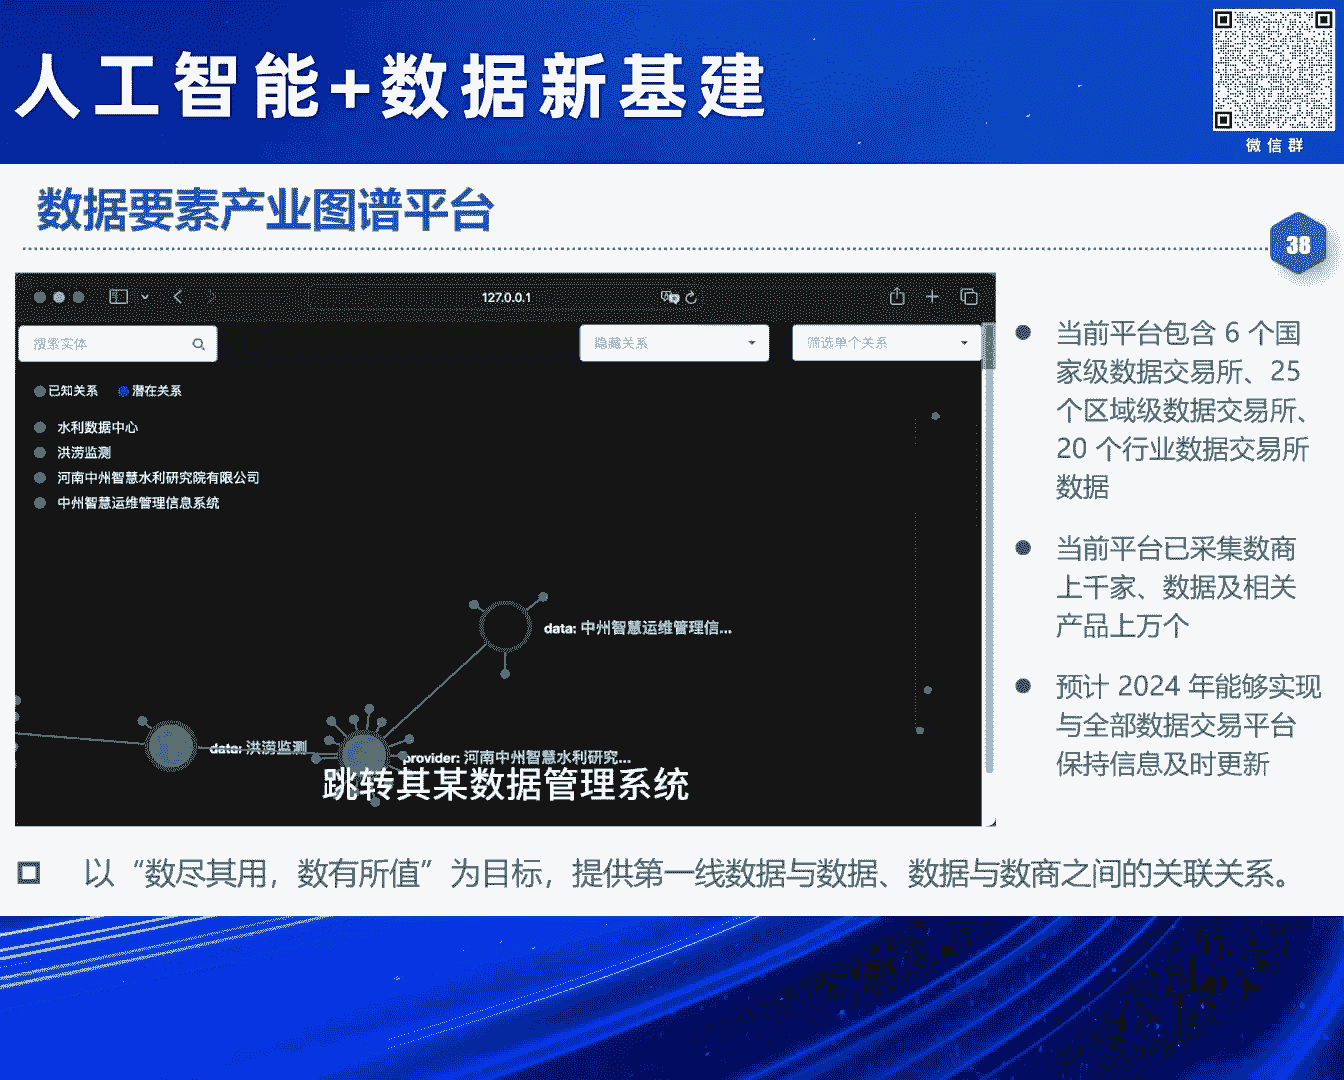 人工智能+数据新基建
微信群
数据要素产业图谱平台
38
127.0.0.1
搜索实体
隐藏关系
筛选单个关系
已知关系
潜在关系
水利数据中心
洪涝监测
河南中州智慧水利研究院有限公司
中州智慧运维管理信息系统
data: 中州智慧运维管理信...
data: 洪涝监测
provider: 河南中州智慧水利研究...
跳转其某数据管理系统
当前平台包含 6 个国
家级数据交易所、25
个区域级数据交易所、
20 个行业数据交易所
数据
当前平台已采集数商
上千家、数据及相关
产品上万个
预计 2024 年能够实现
与全部数据交易平台
保持信息及时更新
以“数尽其用，数有所值”为目标，提供第一线数据与数据、数据与数商之间的关联关系。